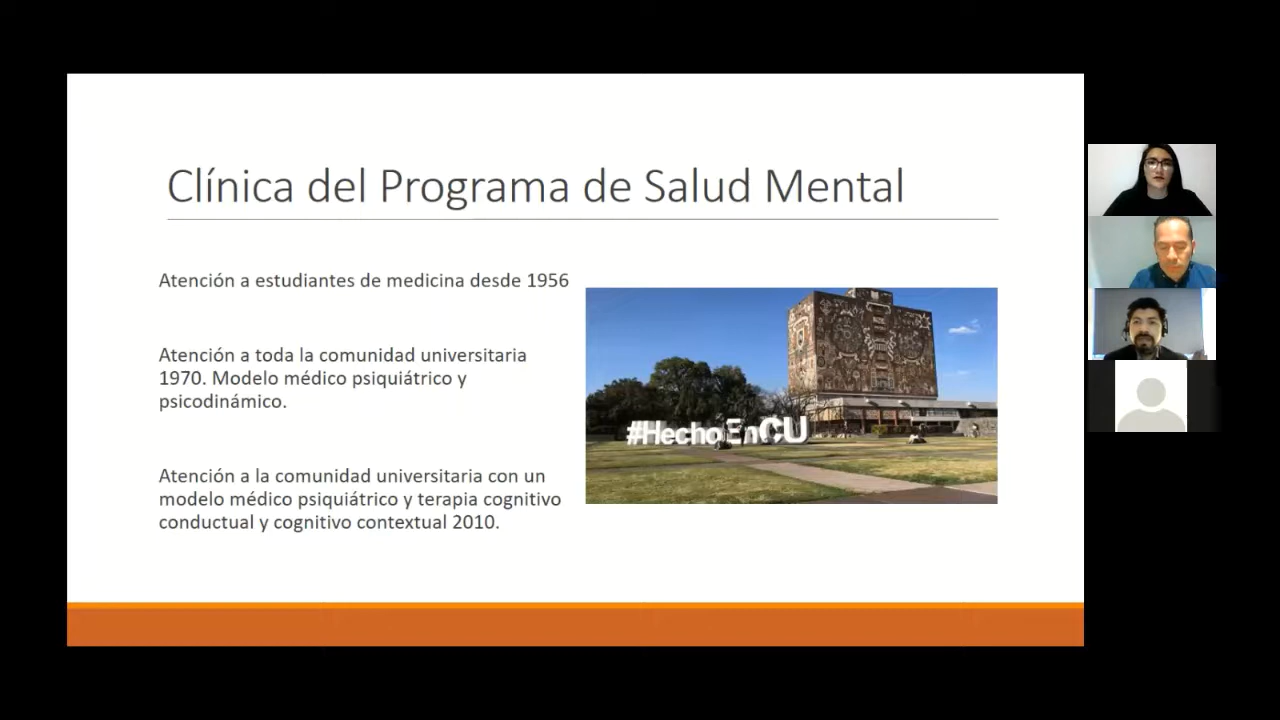 Clínica del Programa de Salud Mental
Atención a estudiantes de medicina desde 1956
Atención a toda la comunidad universitaria
1970. Modelo médico psiquiátrico y
psicodinámico.
Atención a la comunidad universitaria con un
modelo médico psiquiátrico y terapia cognitivo
conductual y cognitivo contextual 2010.
#HechoEnCU